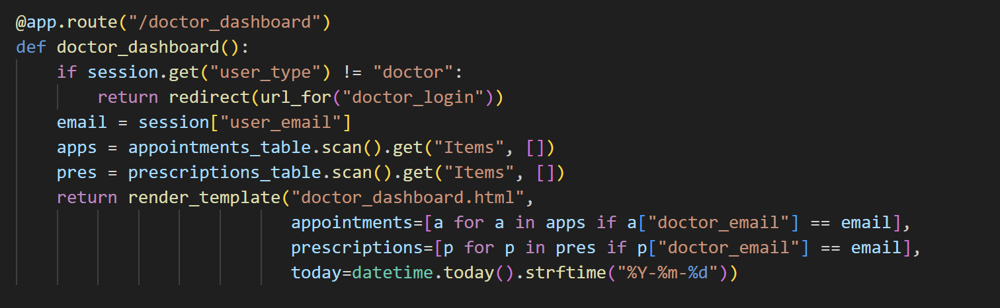 @app.route("/doctor_dashboard")
def doctor_dashboard():
    if session.get("user_type") != "doctor":
        return redirect(url_for("doctor_login"))
    email = session["user_email"]
    apps = appointments_table.scan().get("Items", [])
    pres = prescriptions_table.scan().get("Items", [])
    return render_template("doctor_dashboard.html",
                           appointments=[a for a in apps if a["doctor_email"] == email],
                           prescriptions=[p for p in pres if p["doctor_email"] == email],
                           today=datetime.today().strftime("%Y-%m-%d"))